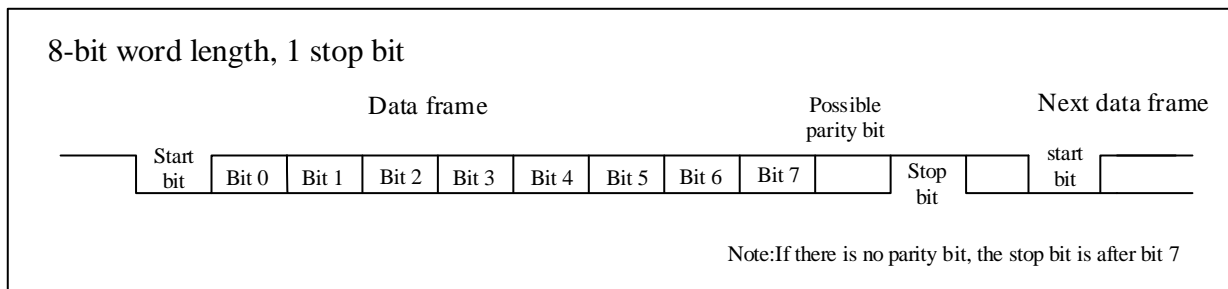 8-bit word length, 1 stop bit
Data frame
Possible
parity bit
Next data frame
Start
bit
Bit 0
Bit 1
Bit 2
Bit 3
Bit 4
Bit 5
Bit 6
Bit 7
Stop
bit
start
bit
Note:If there is no parity bit, the stop bit is after bit 7